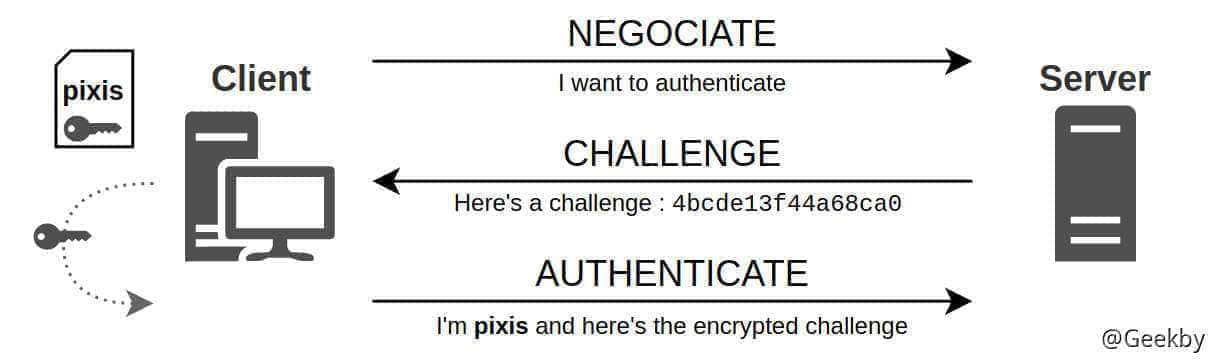 NEGOCIATE
I want to authenticate
pixis
Client
Server
CHALLENGE
Here's a challenge : 4bcde13f44a68ca0
AUTHENTICATE
I'm pixis and here's the encrypted challenge
@Geekby